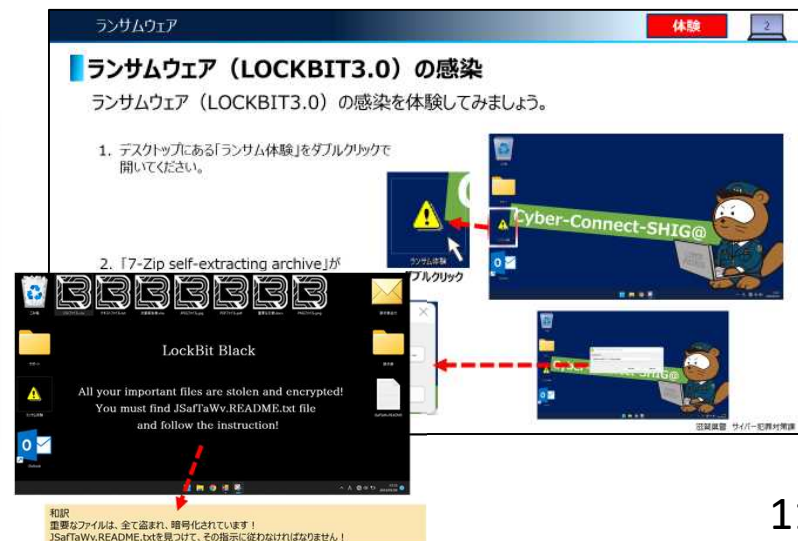 ランサムウェア
体験
2
ランサムウェア(LOCKBIT3.0)の感染
ランサムウェア(LOCKBIT3.0)の感染を体験してみましょう。
1. デスクトップにある「ランサム体験」をダブルクリックで
開いてください。
Cyber-Connect-SHIG@
ランサム体験
ダブルクリック
2. 「7-Zip self-extracting archive」が
LockBit Black
All your important files are stolen and encrypted!
You must find JSafTaWv.README.txt file
and follow the instruction!
滋賀県警 サイバー犯罪対策課
和訳
重要なファイルは、全て盗まれ、暗号化されています!
JSafTaWv.README.txtを見つけて、その指示に従わなければなりません!